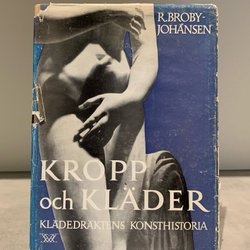 R. BROBY-
JOHANSEN
KROPP
och KLÄDER
KLÄDEDRÄKTENS KONSTHISTORIA